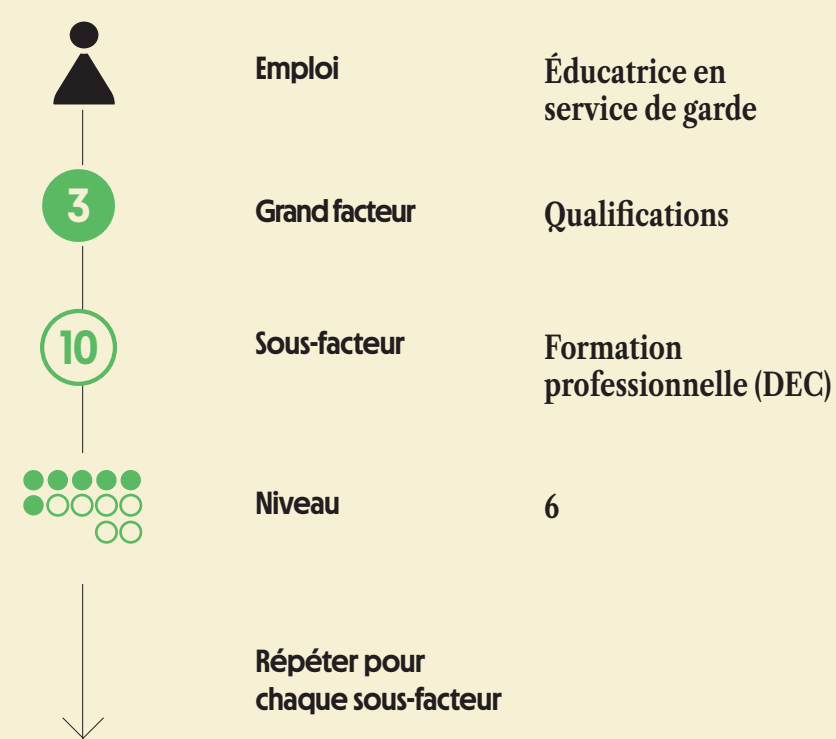 Emploi
Éducatrice en
service de garde
3
Grand facteur
Qualifications
10
Sous-facteur
Formation
professionnelle (DEC)
Niveau
6
Répéter pour
chaque sous-facteur